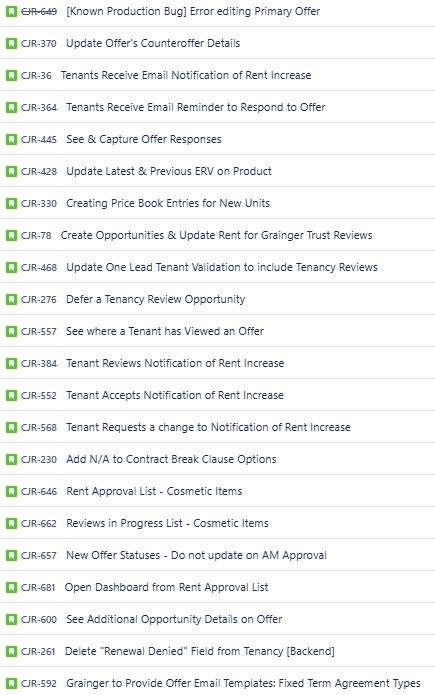 CJR-649 [Known Production Bug] Error editing Primary Offer
CJR-370 Update Offer's Counteroffer Details
CJR-36 Tenants Receive Email Notification of Rent Increase
CJR-364 Tenants Receive Email Reminder to Respond to Offer
CJR-445 See & Capture Offer Responses
CJR-428 Update Latest & Previous ERV on Product
CJR-330 Creating Price Book Entries for New Units
CJR-78 Create Opportunities & Update Rent for Grainger Trust Reviews
CJR-468 Update One Lead Tenant Validation to include Tenancy Reviews
CJR-276 Defer a Tenancy Review Opportunity
CJR-557 See where a Tenant has Viewed an Offer
CJR-384 Tenant Reviews Notification of Rent Increase
CJR-552 Tenant Accepts Notification of Rent Increase
CJR-568 Tenant Requests a change to Notification of Rent Increase
CJR-230 Add N/A to Contract Break Clause Options
CJR-646 Rent Approval List - Cosmetic Items
CJR-662 Reviews in Progress List - Cosmetic Items
CJR-657 New Offer Statuses - Do not update on AM Approval
CJR-681 Open Dashboard from Rent Approval List
CJR-600 See Additional Opportunity Details on Offer
CJR-261 Delete "Renewal Denied" Field from Tenancy [Backend]
CJR-592 Grainger to Provide Offer Email Templates: Fixed Term Agreement Types